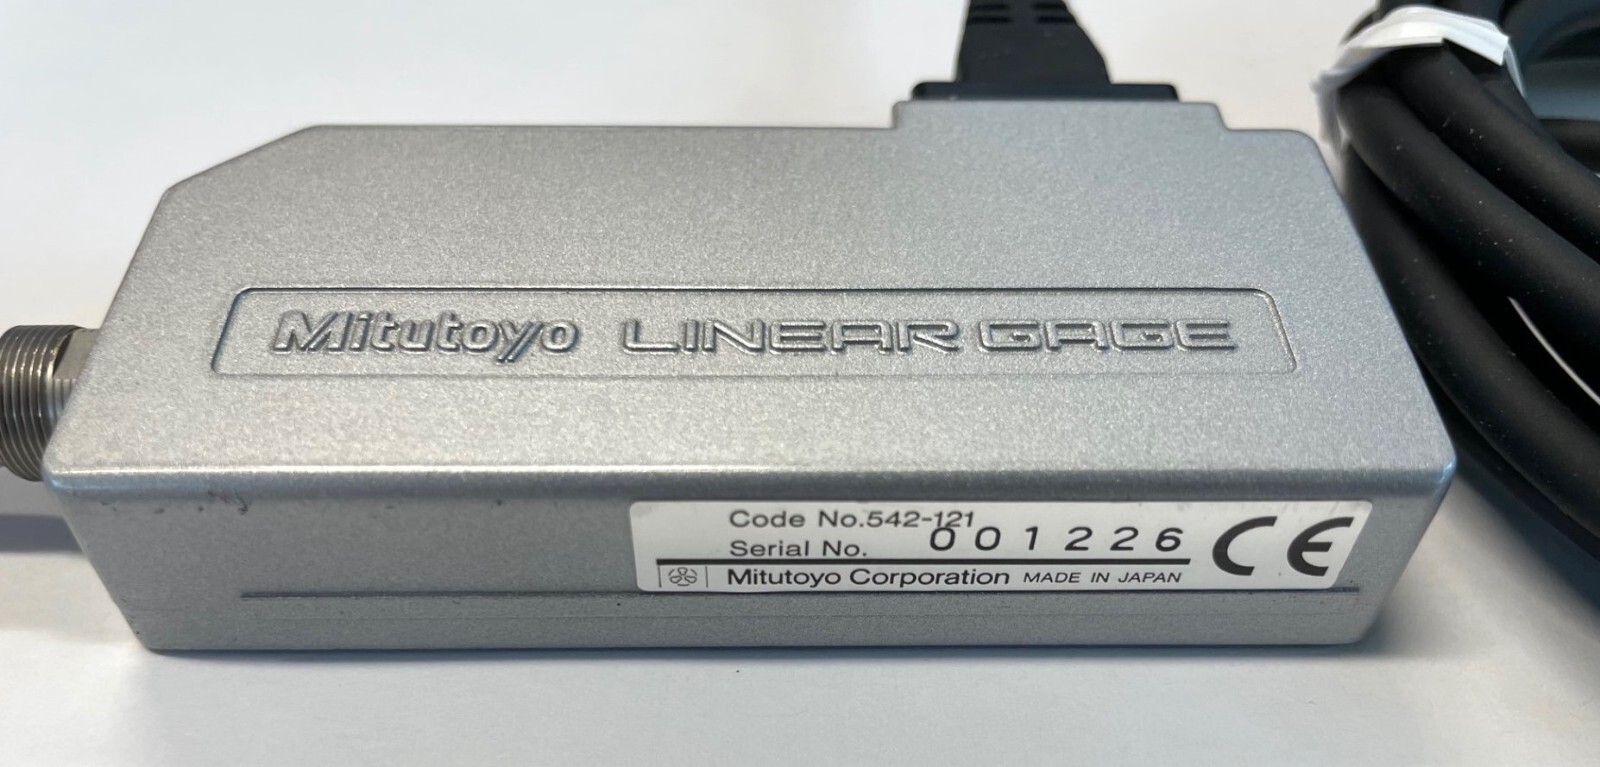 Mitutoyo LINEAR GAGE
Code No.542-121
Serial No. 001226
CE
Mitutoyo Corporation MADE IN JAPAN